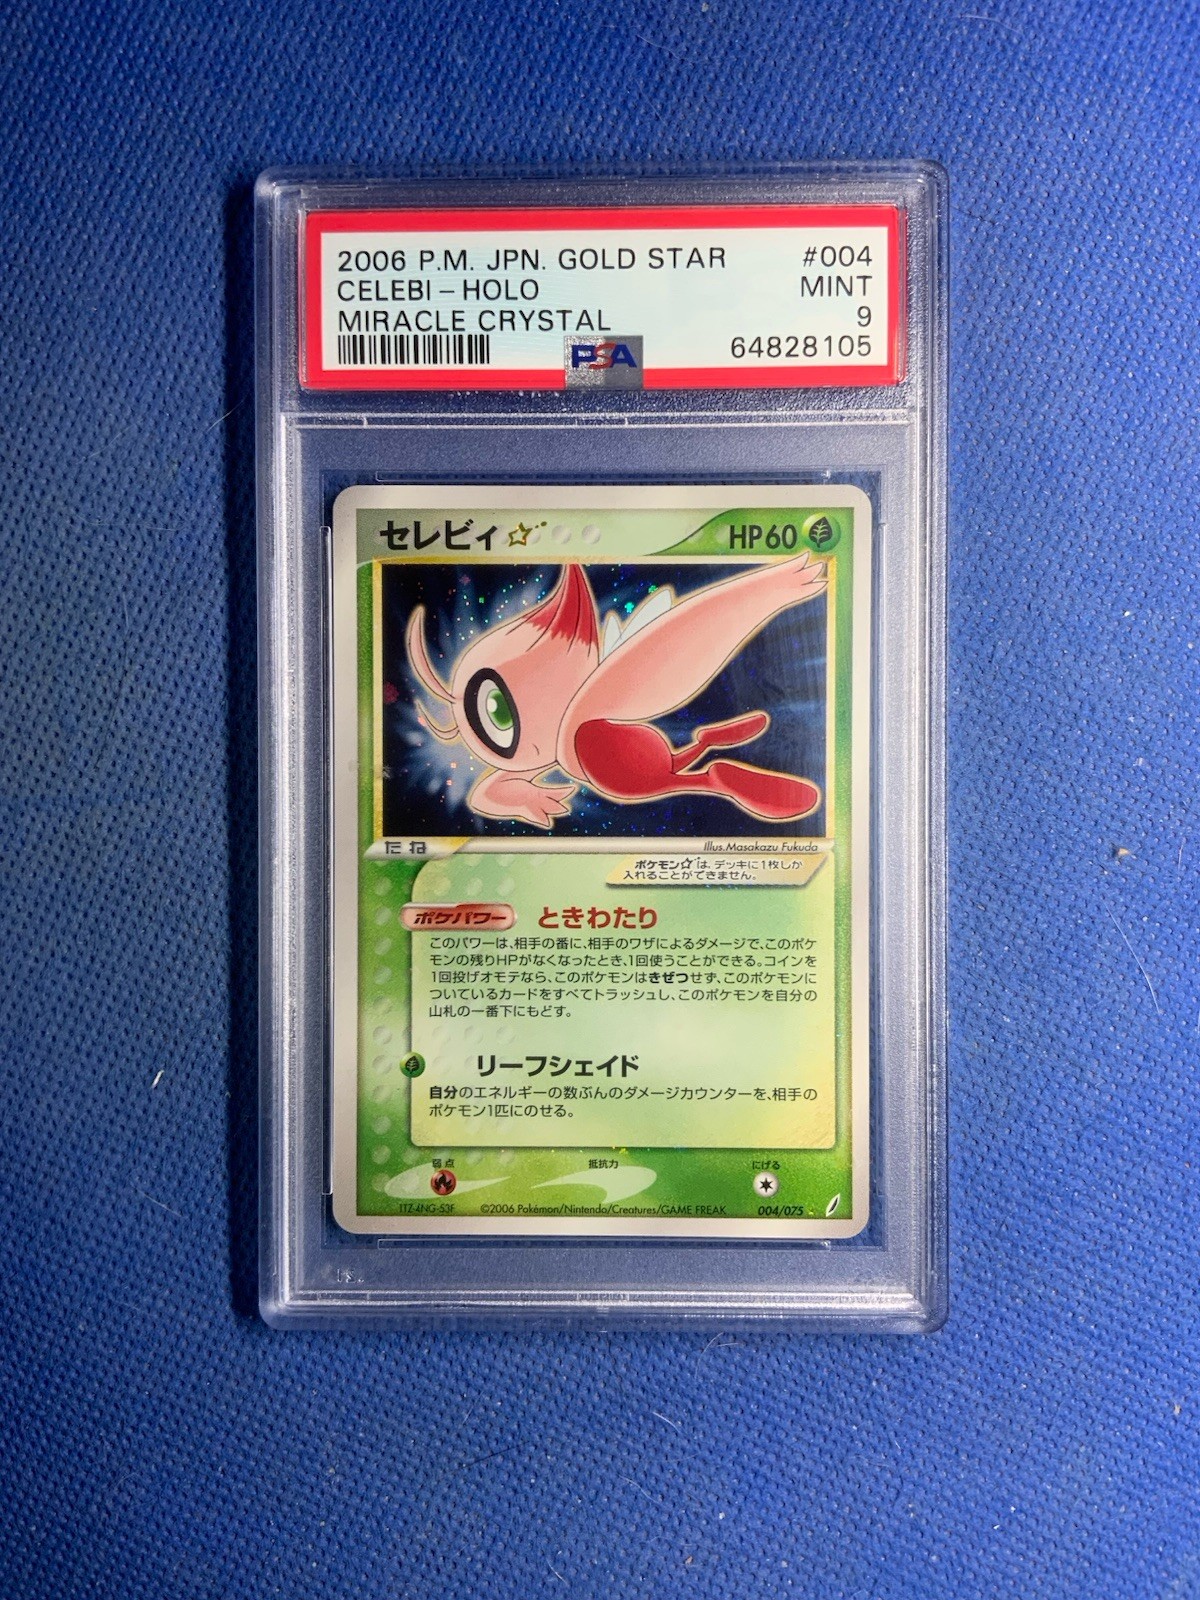 2006 P.M. JPN. GOLD STAR #004
CELEBI - HOLO MINT
MIRACLE CRYSTAL 9
PSA 64828105
セレビィ☆ HP60
たね Illus.Masakazu Fukuda
ポケモン☆は、デッキに1枚しか
入れることができません。
ポケパワー ときわたり
このパワーは、相手の番に、相手のワザによるダメージで、このポケ
モンの残りHPがなくなったとき、1回使うことができる。コインを
1回投げオモテなら、このポケモンはきぜつせず、このポケモンに
ついているカードをすべてトラッシュし、このポケモンを自分の
山札の一番下にもどす。
リーフシェイド
自分のエネルギーの数ぶんのダメージカウンターを、相手の
ポケモン1匹にのせる。
弱点 抵抗力 にげる
1TZ-4NG-53F ©2006 Pokémon/Nintendo/Creatures/GAME FREAK 004/075